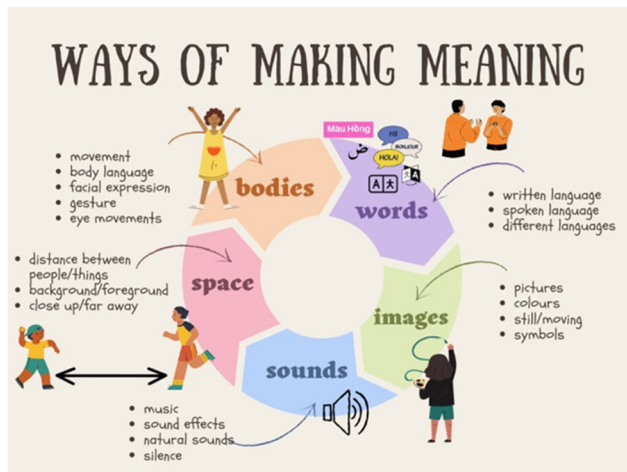 WAYS OF MAKING MEANING
• movement
• body language
• facial expression
• gesture
• eye movements
bodies
Màu Hồng
ض
HI!
BONJOUR
HOLA!
A
A
words
• written language
• spoken language
• different languages
• distance between
people/things
• background/foreground
• close up/far away
space
images
• pictures
• colours
• still/moving
• symbols
sounds
• music
• sound effects
• natural sounds
• silence